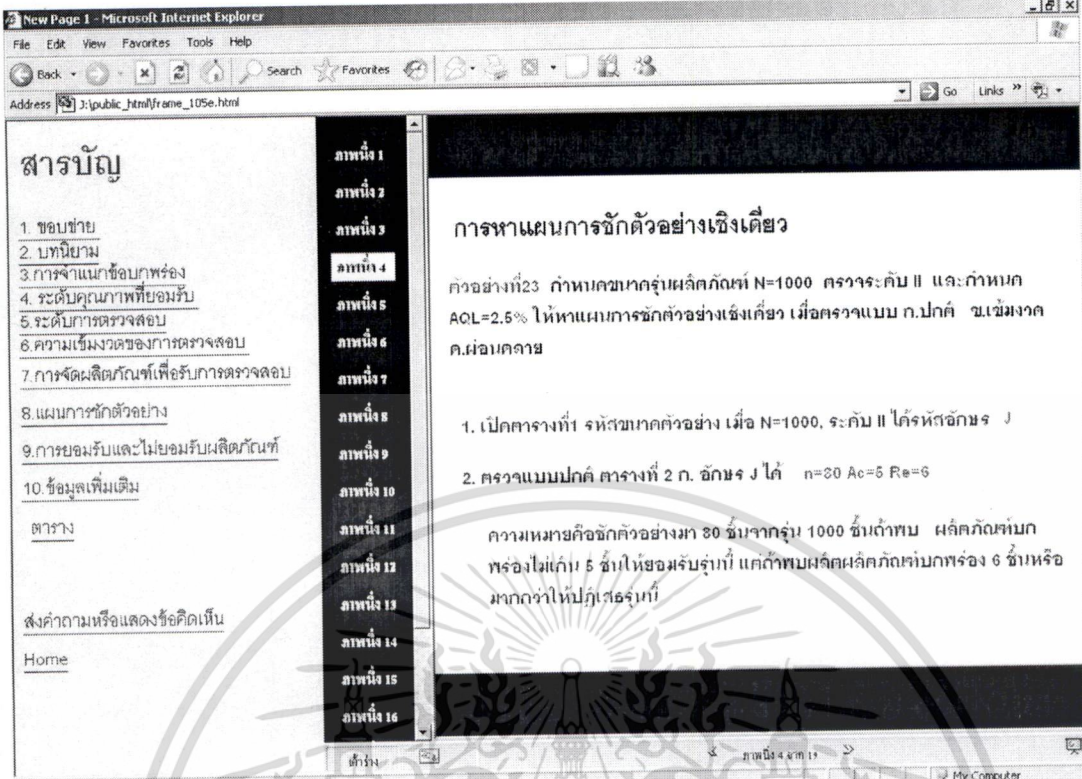 New Page 1 - Microsoft Internet Explorer
File Edit View Favorites Tools Help
Back Search Favorites
Address J:\public_html\frame_105e.html Go Links »
สารบัญ
1. ขอบข่าย
2. บทนิยาม
3.การจำแนกข้อบกพร่อง
4. ระดับคุณภาพที่ยอมรับ
5.ระดับการตรวจสอบ
6.ความเข้มงวดของการตรวจสอบ
7.การจัดผลิตภัณฑ์เพื่อรับการตรวจสอบ
8.แผนการชักตัวอย่าง
9.การยอมรับและไม่ยอมรับผลิตภัณฑ์
10.ข้อมูลเพิ่มเติม
ตาราง
ส่งคำถามหรือแสดงข้อคิดเห็น
Home
ภาพนิ่ง 1
ภาพนิ่ง 2
ภาพนิ่ง 3
ภาพนิ่ง 4
ภาพนิ่ง 5
ภาพนิ่ง 6
ภาพนิ่ง 7
ภาพนิ่ง 8
ภาพนิ่ง 9
ภาพนิ่ง 10
ภาพนิ่ง 11
ภาพนิ่ง 12
ภาพนิ่ง 13
ภาพนิ่ง 14
ภาพนิ่ง 15
ภาพนิ่ง 16
เค้าร่าง
การหาแผนการชักตัวอย่างเชิงเดี่ยว
ตัวอย่างที่23 กำหนดขนาดรุ่นผลิตภัณฑ์ N=1000 ตรวจระดับ II และกำหนด
AQL=2.5% ให้หาแผนการชักตัวอย่างเชิงเดี่ยว เมื่อตรวจแบบ ก.ปกติ ข.เข้มงวด
ค.ผ่อนคลาย
1. เปิดตารางที่1 รหัสขนาดตัวอย่าง เมื่อ N=1000, ระดับ II ได้รหัสอักษร J
2. ตรวจแบบปกติ ตารางที่ 2 ก. อักษร J ได้ n=80 Ac=5 Re=6
ความหมายคือชักตัวอย่างมา 80 ชิ้นจากรุ่น 1000 ชิ้นถ้าพบ ผลิตภัณฑ์บก
พร่องไม่เกิน 5 ชิ้นให้ยอมรับรุ่นนี้ แต่ถ้าพบผลิตผลิตภัณฑ์บกพร่อง 6 ชิ้นหรือ
มากกว่าให้ปฏิเสธรุ่นนี้
ภาพนิ่ง 4 จาก 19
My Computer